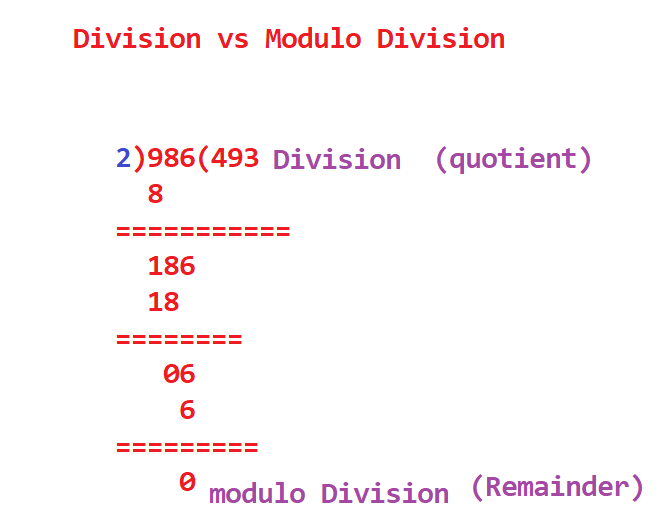 Division vs Modulo Division
2)986(493 Division (quotient)
8
===========
186
18
========
06
6
=========
0 modulo Division (Remainder)